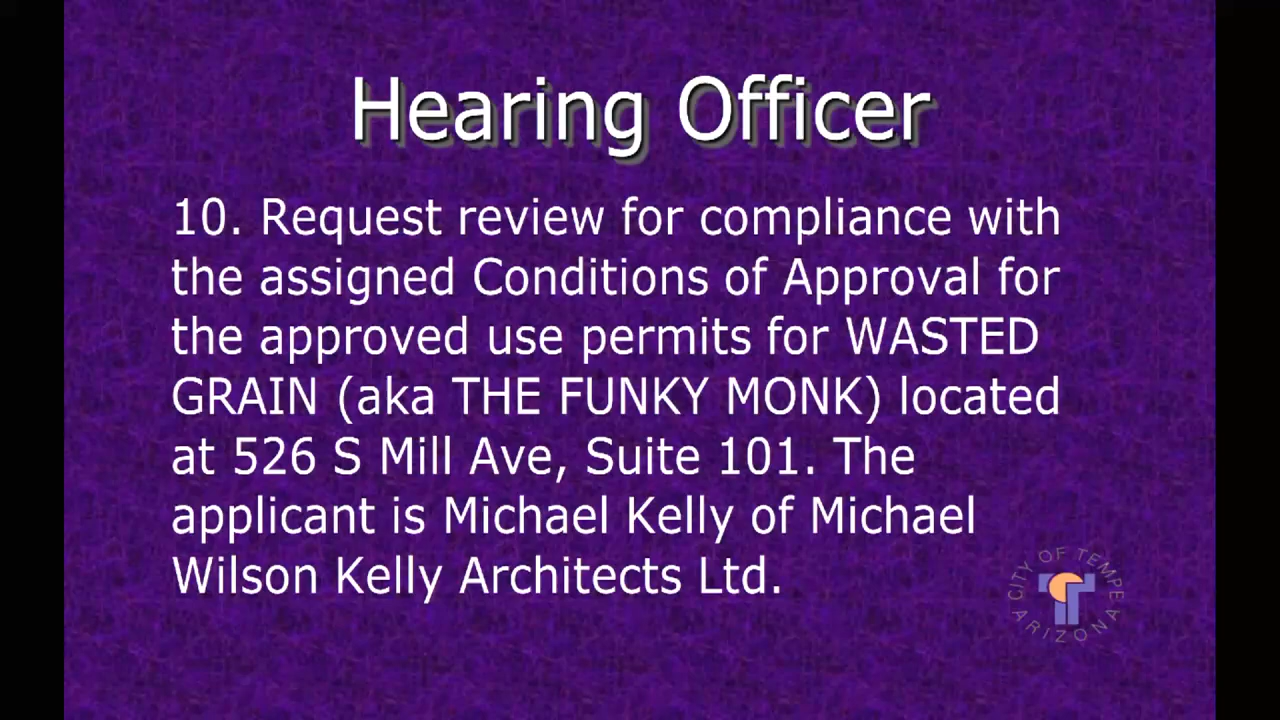 Hearing Officer
10. Request review for compliance with
the assigned Conditions of Approval for
the approved use permits for WASTED
GRAIN (aka THE FUNKY MONK) located
at 526 S Mill Ave, Suite 101. The
applicant is Michael Kelly of Michael
Wilson Kelly Architects Ltd.
CITY OF TEMPE
ARIZONA